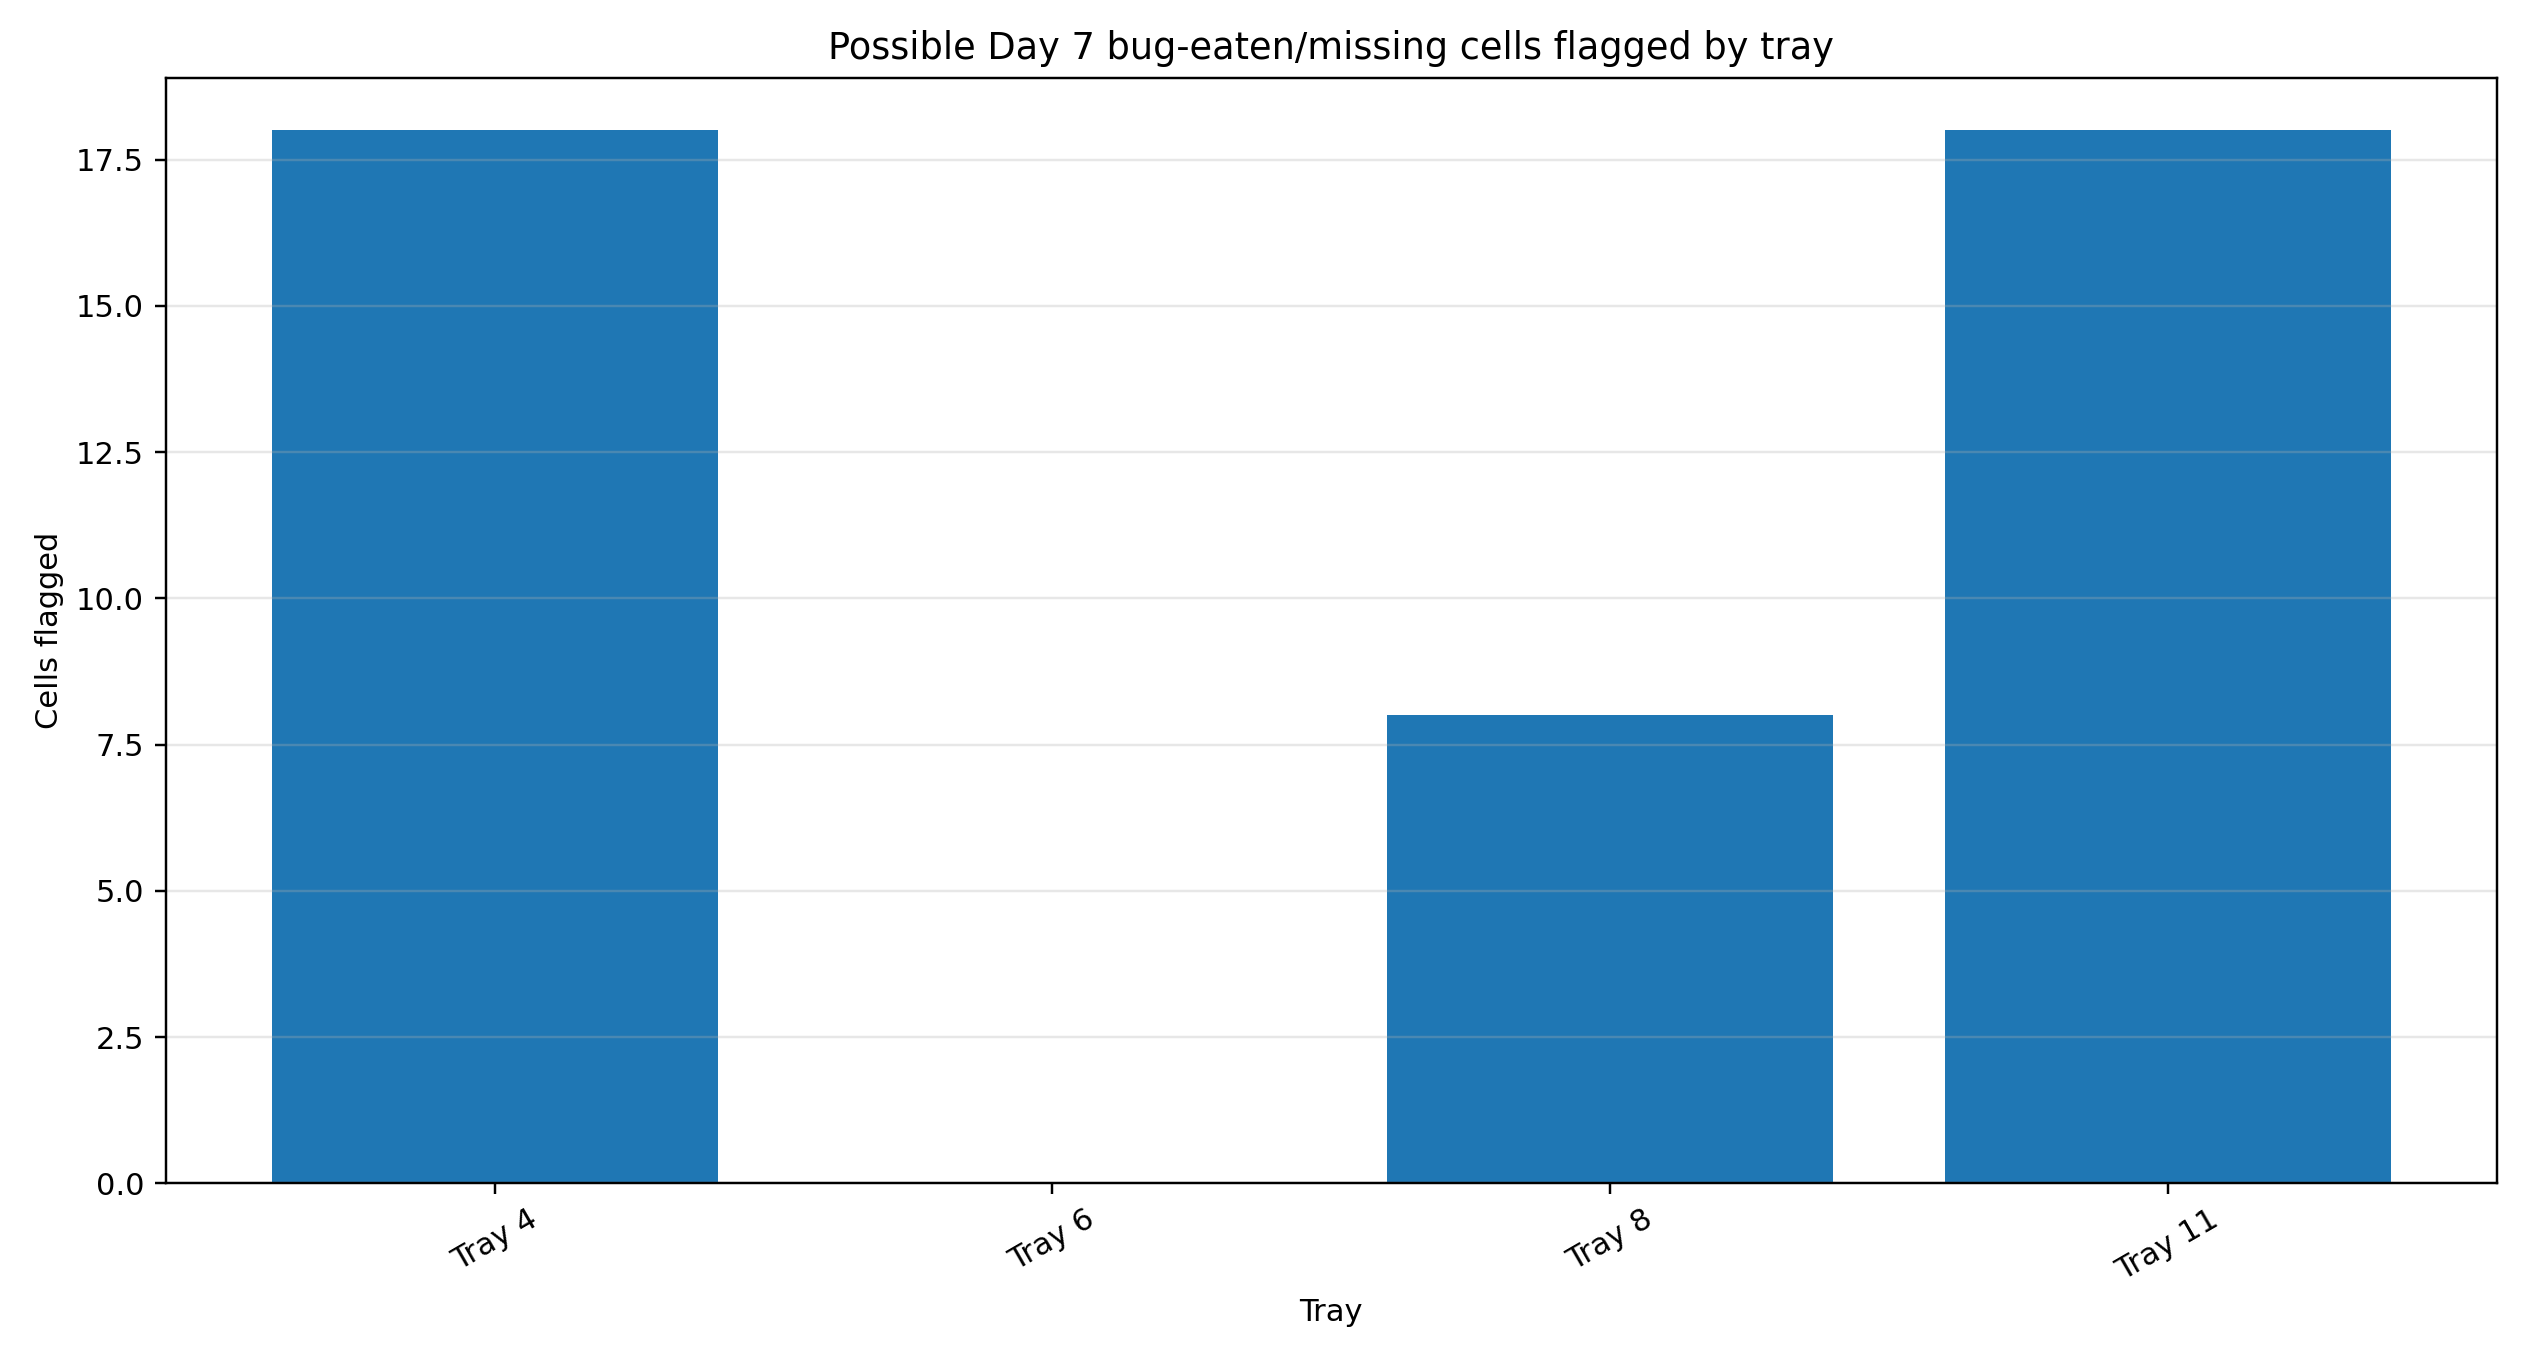 Possible Day 7 bug-eaten/missing cells flagged by tray
Cells flagged
17.5
15.0
12.5
10.0
7.5
5.0
2.5
0.0
Tray 4
Tray 6
Tray 8
Tray 11
Tray